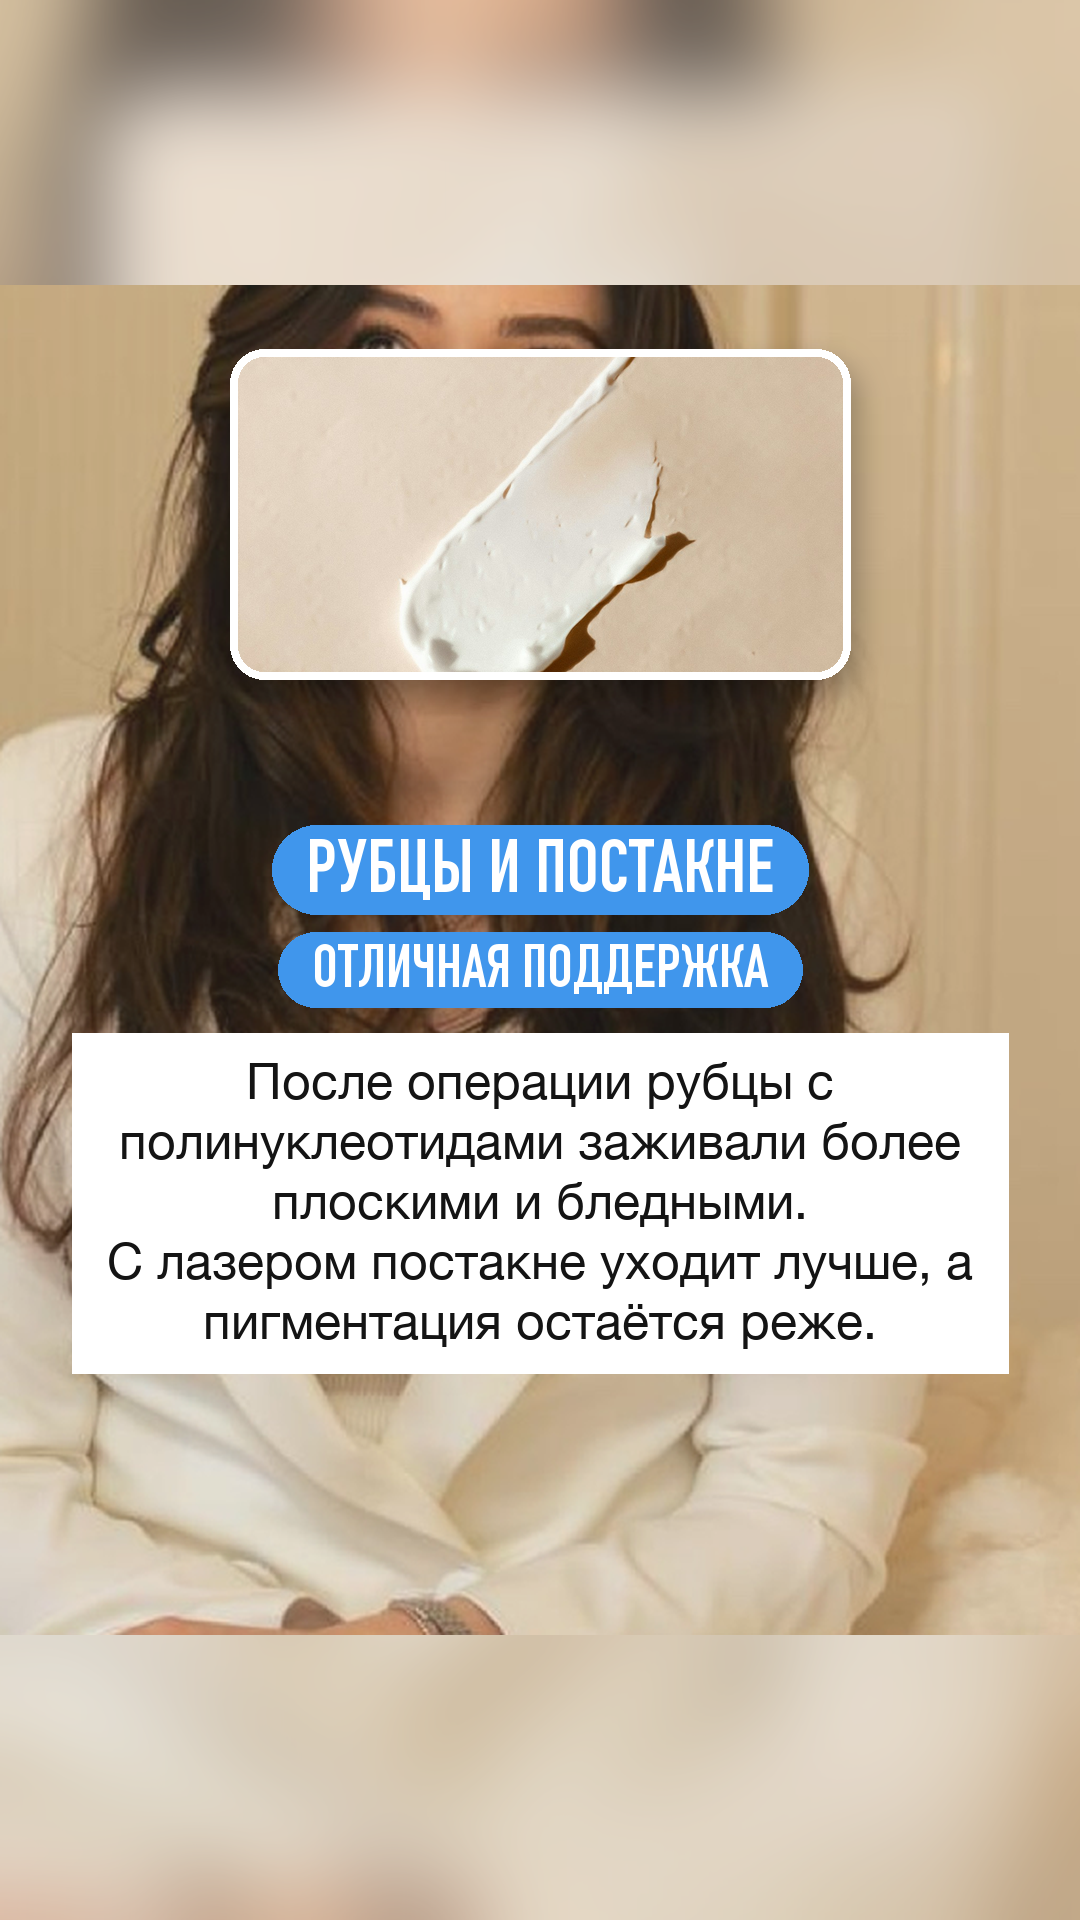 РУБЦЫ И ПОСТАКНЕ
ОТЛИЧНАЯ ПОДДЕРЖКА
После операции рубцы с
полинуклеотидами заживали более
плоскими и бледными.
С лазером постакне уходит лучше, а
пигментация остаётся реже.